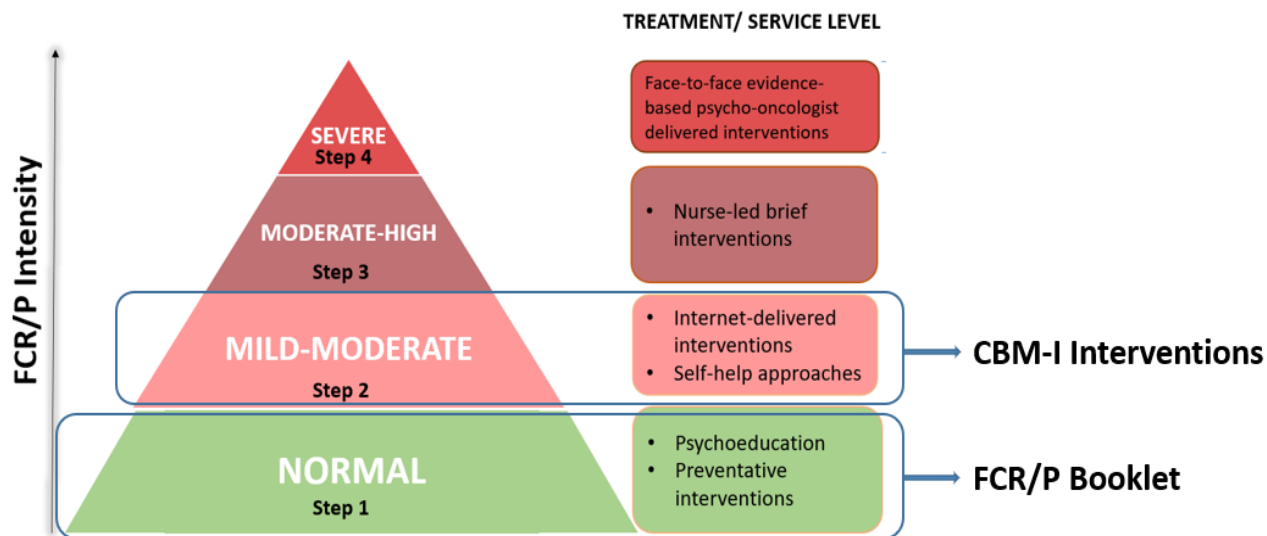 TREATMENT/ SERVICE LEVEL
FCR/P Intensity
SEVERE
Step 4
Face-to-face evidence-
based psycho-oncologist
delivered interventions
MODERATE-HIGH
Step 3
• Nurse-led brief
interventions
MILD-MODERATE
Step 2
• Internet-delivered
interventions
• Self-help approaches
CBM-I Interventions
NORMAL
Step 1
• Psychoeducation
• Preventative
interventions
FCR/P Booklet